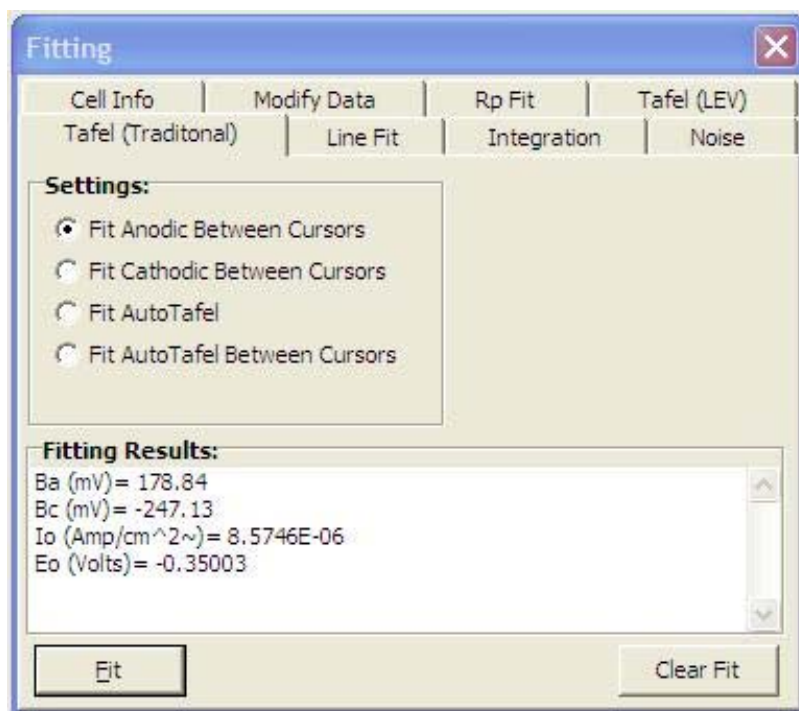 Fitting
Cell Info Modify Data Rp Fit Tafel (LEV)
Tafel (Traditonal) Line Fit Integration Noise
Settings:
Fit Anodic Between Cursors
Fit Cathodic Between Cursors
Fit AutoTafel
Fit AutoTafel Between Cursors
Fitting Results:
Ba (mV)= 178.84
Bc (mV)= -247.13
Io (Amp/cm^2~)= 8.5746E-06
Eo (Volts)= -0.35003
Fit Clear Fit